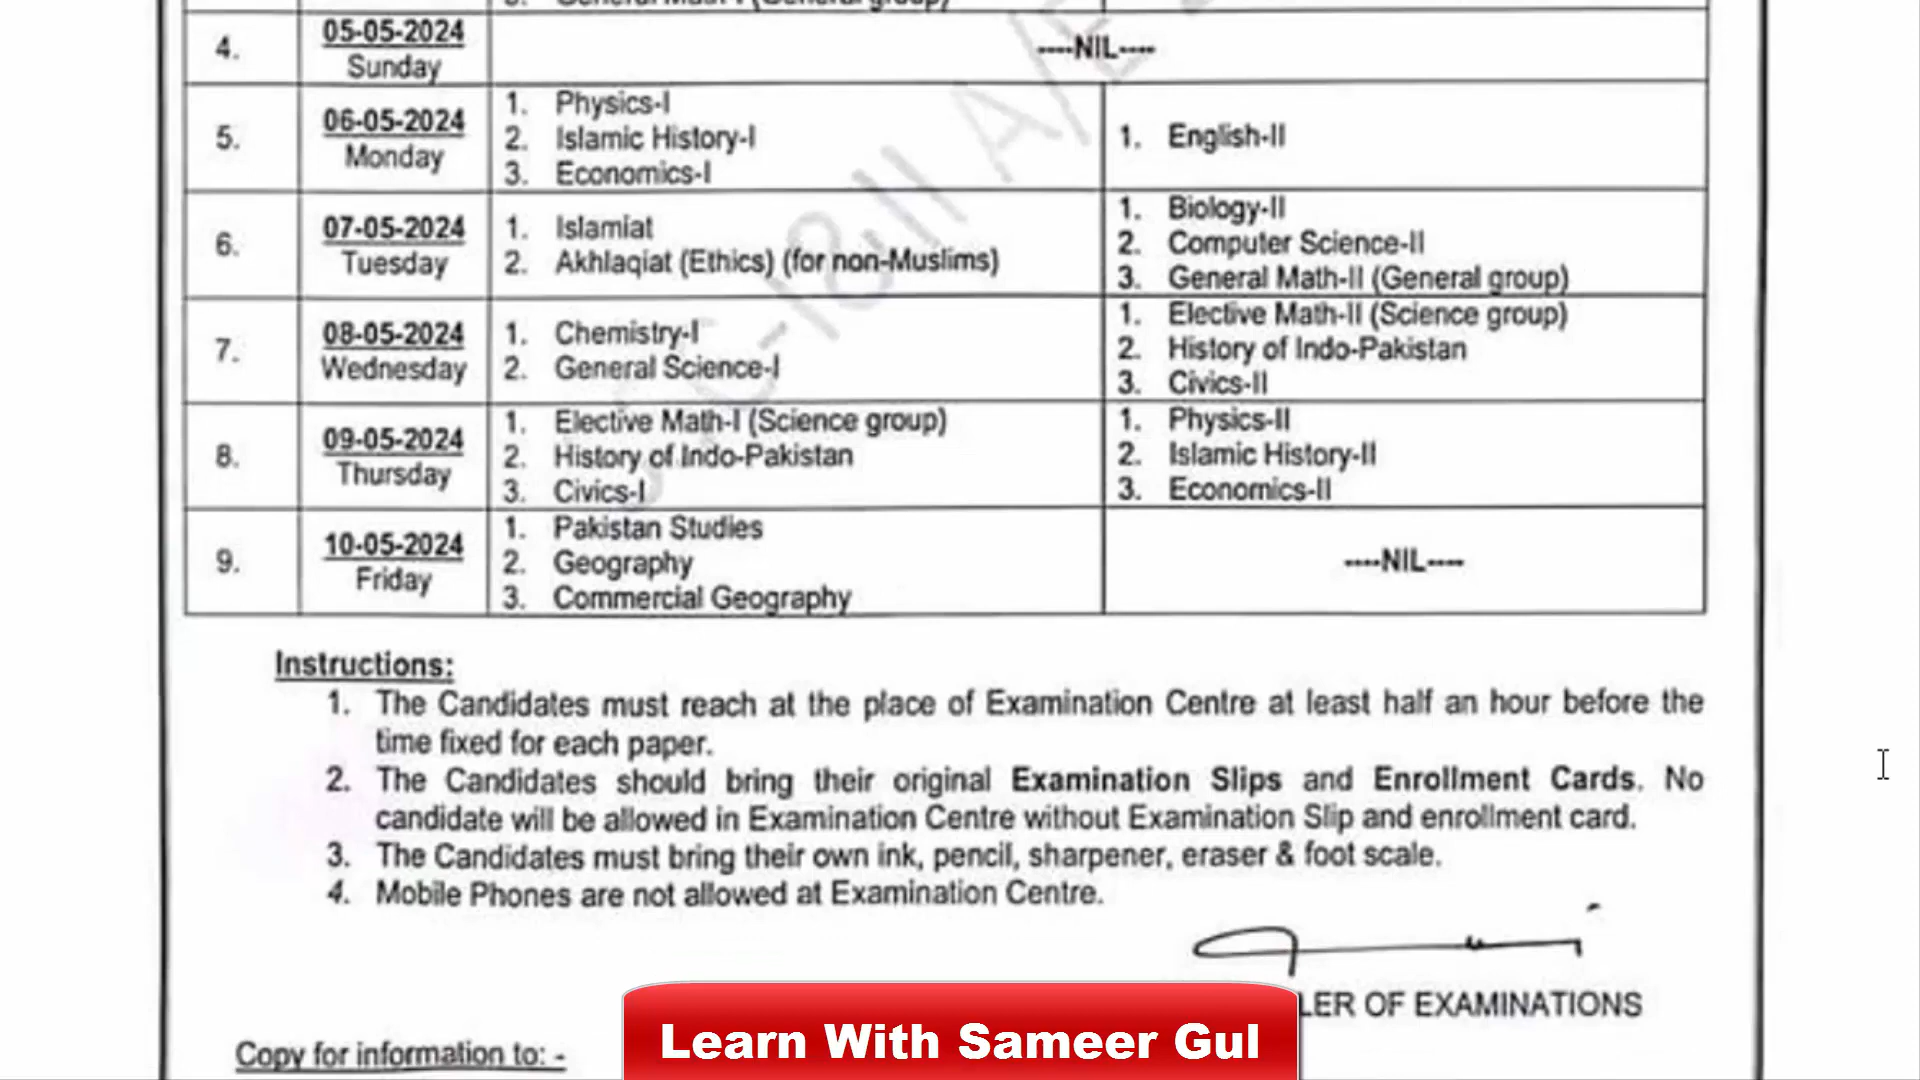 3. General Math-I (General group)
4. 05-05-2024 Sunday ----NIL----
5. 06-05-2024 Monday
1. Physics-I
2. Islamic History-I
3. Economics-I
1. English-II
6. 07-05-2024 Tuesday
1. Islamiat
2. Akhlaqiat (Ethics) (for non-Muslims)
1. Biology-II
2. Computer Science-II
3. General Math-II (General group)
7. 08-05-2024 Wednesday
1. Chemistry-I
2. General Science-I
1. Elective Math-II (Science group)
2. History of Indo-Pakistan
3. Civics-II
8. 09-05-2024 Thursday
1. Elective Math-I (Science group)
2. History of Indo-Pakistan
3. Civics-I
1. Physics-II
2. Islamic History-II
3. Economics-II
9. 10-05-2024 Friday
1. Pakistan Studies
2. Geography
3. Commercial Geography
----NIL----
Instructions:
1. The Candidates must reach at the place of Examination Centre at least half an hour before the
time fixed for each paper.
2. The Candidates should bring their original Examination Slips and Enrollment Cards. No
candidate will be allowed in Examination Centre without Examination Slip and enrollment card.
3. The Candidates must bring their own ink, pencil, sharpener, eraser & foot scale.
4. Mobile Phones are not allowed at Examination Centre.
LER OF EXAMINATIONS
Learn With Sameer Gul
Copy for information to: -